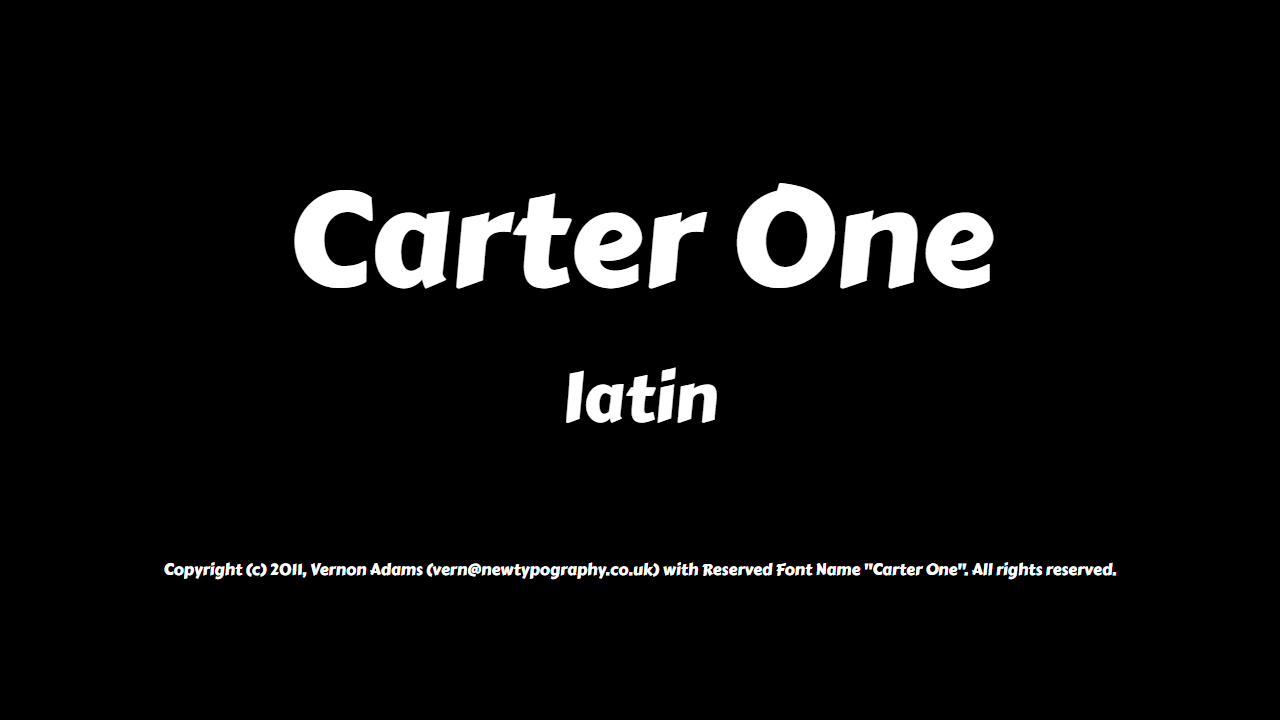 Carter One
latin
Copyright (c) 2011, Vernon Adams (vern@newtypography.co.uk) with Reserved Font Name "Carter One". All rights reserved.